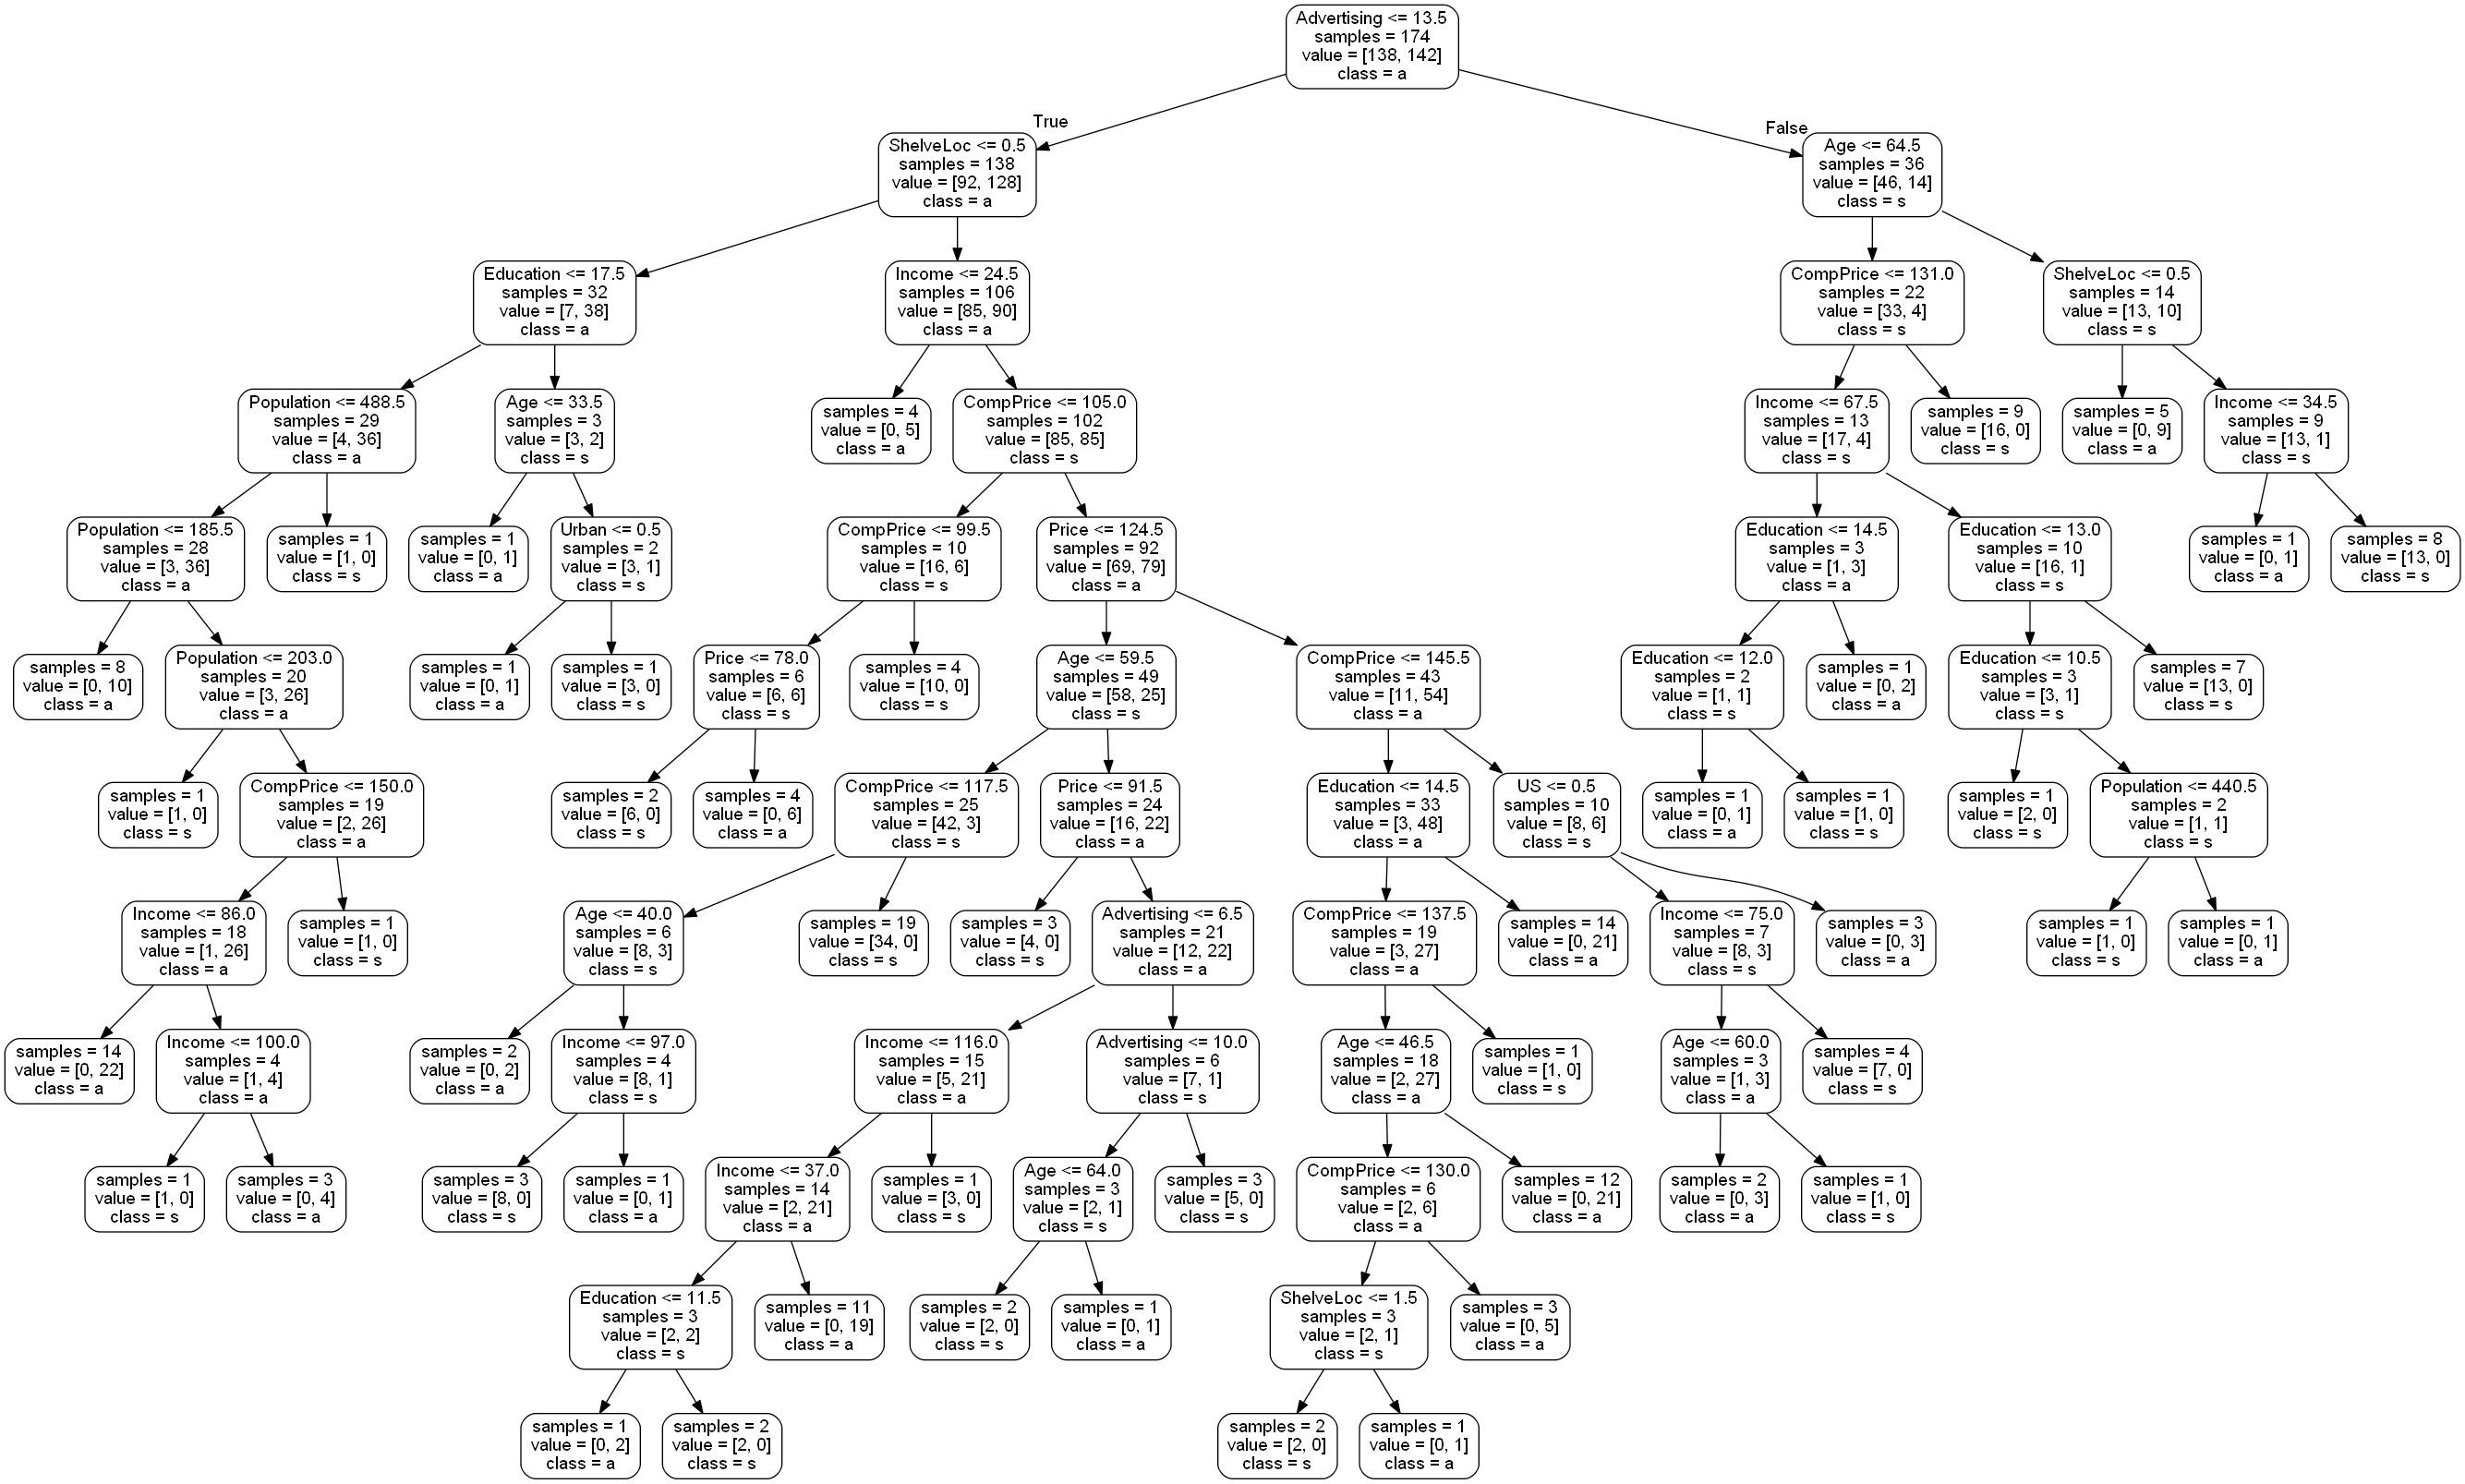 Advertising <= 13.5
samples = 174
value = [138, 142]
class = a
True
False
ShelveLoc <= 0.5
samples = 138
value = [92, 128]
class = a
Age <= 64.5
samples = 36
value = [46, 14]
class = s
Education <= 17.5
samples = 32
value = [7, 38]
class = a
Income <= 24.5
samples = 106
value = [85, 90]
class = a
CompPrice <= 131.0
samples = 22
value = [33, 4]
class = s
ShelveLoc <= 0.5
samples = 14
value = [13, 10]
class = s
Population <= 488.5
samples = 29
value = [4, 36]
class = a
Age <= 33.5
samples = 3
value = [3, 2]
class = s
samples = 4
value = [0, 5]
class = a
CompPrice <= 105.0
samples = 102
value = [85, 85]
class = s
Income <= 67.5
samples = 13
value = [17, 4]
class = s
samples = 9
value = [16, 0]
class = s
samples = 5
value = [0, 9]
class = a
Income <= 34.5
samples = 9
value = [13, 1]
class = s
Population <= 185.5
samples = 28
value = [3, 36]
class = a
samples = 1
value = [1, 0]
class = s
samples = 1
value = [0, 1]
class = a
Urban <= 0.5
samples = 2
value = [3, 1]
class = s
CompPrice <= 99.5
samples = 10
value = [16, 6]
class = s
Price <= 124.5
samples = 92
value = [69, 79]
class = a
Education <= 14.5
samples = 3
value = [1, 3]
class = a
Education <= 13.0
samples = 10
value = [16, 1]
class = s
samples = 1
value = [0, 1]
class = a
samples = 8
value = [13, 0]
class = s
samples = 8
value = [0, 10]
class = a
Population <= 203.0
samples = 20
value = [3, 26]
class = a
samples = 1
value = [0, 1]
class = a
samples = 1
value = [3, 0]
class = s
Price <= 78.0
samples = 6
value = [6, 6]
class = s
samples = 4
value = [10, 0]
class = s
Age <= 59.5
samples = 49
value = [58, 25]
class = s
CompPrice <= 145.5
samples = 43
value = [11, 54]
class = a
Education <= 12.0
samples = 2
value = [1, 1]
class = s
samples = 1
value = [0, 2]
class = a
Education <= 10.5
samples = 3
value = [3, 1]
class = s
samples = 7
value = [13, 0]
class = s
samples = 1
value = [1, 0]
class = s
CompPrice <= 150.0
samples = 19
value = [2, 26]
class = a
samples = 2
value = [6, 0]
class = s
samples = 4
value = [0, 6]
class = a
CompPrice <= 117.5
samples = 25
value = [42, 3]
class = s
Price <= 91.5
samples = 24
value = [16, 22]
class = a
Education <= 14.5
samples = 33
value = [3, 48]
class = a
US <= 0.5
samples = 10
value = [8, 6]
class = s
samples = 1
value = [0, 1]
class = a
samples = 1
value = [1, 0]
class = s
samples = 1
value = [2, 0]
class = s
Population <= 440.5
samples = 2
value = [1, 1]
class = s
Income <= 86.0
samples = 18
value = [1, 26]
class = a
samples = 1
value = [1, 0]
class = s
Age <= 40.0
samples = 6
value = [8, 3]
class = s
samples = 19
value = [34, 0]
class = s
samples = 3
value = [4, 0]
class = s
Advertising <= 6.5
samples = 21
value = [12, 22]
class = a
CompPrice <= 137.5
samples = 19
value = [3, 27]
class = a
samples = 14
value = [0, 21]
class = a
Income <= 75.0
samples = 7
value = [8, 3]
class = s
samples = 3
value = [0, 3]
class = a
samples = 1
value = [1, 0]
class = s
samples = 1
value = [0, 1]
class = a
samples = 14
value = [0, 22]
class = a
Income <= 100.0
samples = 4
value = [1, 4]
class = a
samples = 2
value = [0, 2]
class = a
Income <= 97.0
samples = 4
value = [8, 1]
class = s
Income <= 116.0
samples = 15
value = [5, 21]
class = a
Advertising <= 10.0
samples = 6
value = [7, 1]
class = s
Age <= 46.5
samples = 18
value = [2, 27]
class = a
samples = 1
value = [1, 0]
class = s
Age <= 60.0
samples = 3
value = [1, 3]
class = a
samples = 4
value = [7, 0]
class = s
samples = 1
value = [1, 0]
class = s
samples = 3
value = [0, 4]
class = a
samples = 3
value = [8, 0]
class = s
samples = 1
value = [0, 1]
class = a
Income <= 37.0
samples = 14
value = [2, 21]
class = a
samples = 1
value = [3, 0]
class = s
Age <= 64.0
samples = 3
value = [2, 1]
class = s
samples = 3
value = [5, 0]
class = s
CompPrice <= 130.0
samples = 6
value = [2, 6]
class = a
samples = 12
value = [0, 21]
class = a
samples = 2
value = [0, 3]
class = a
samples = 1
value = [1, 0]
class = s
Education <= 11.5
samples = 3
value = [2, 2]
class = s
samples = 11
value = [0, 19]
class = a
samples = 2
value = [2, 0]
class = s
samples = 1
value = [0, 1]
class = a
ShelveLoc <= 1.5
samples = 3
value = [2, 1]
class = s
samples = 3
value = [0, 5]
class = a
samples = 1
value = [0, 2]
class = a
samples = 2
value = [2, 0]
class = s
samples = 2
value = [2, 0]
class = s
samples = 1
value = [0, 1]
class = a